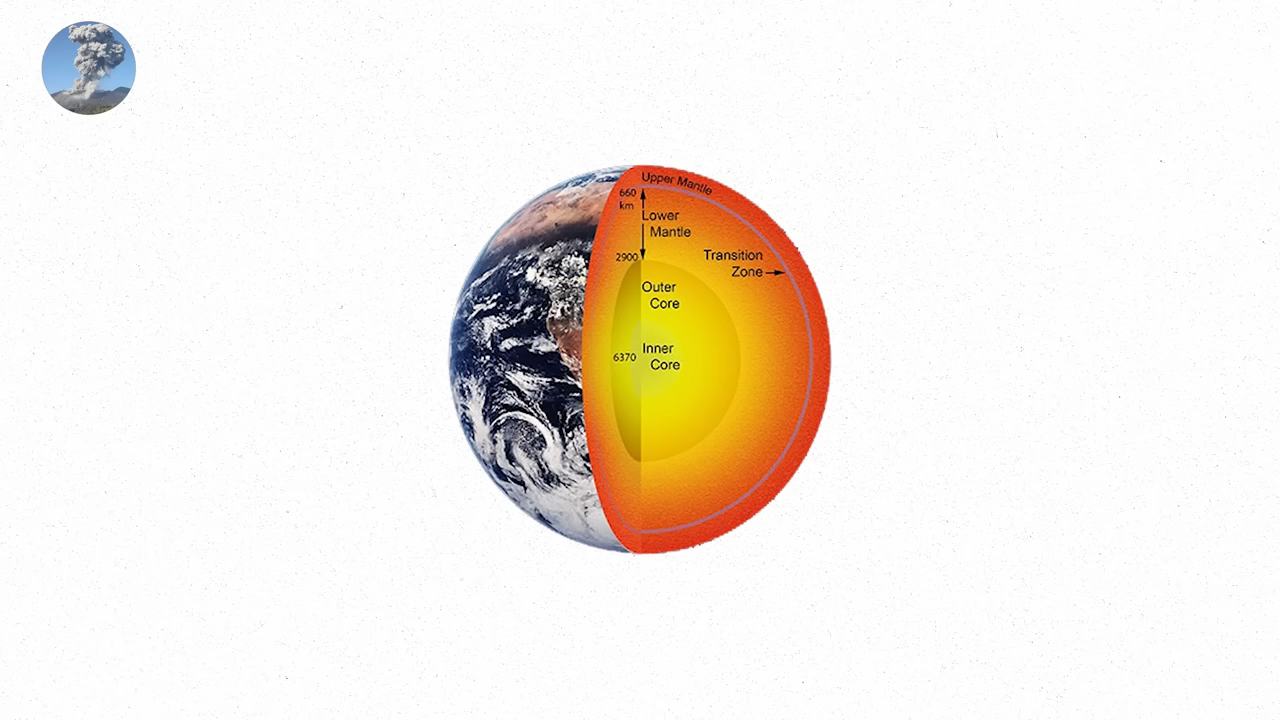 Upper Mantle
660
km
Lower
Mantle
2900
Transition
Zone
Outer
Core
6370
Inner
Core